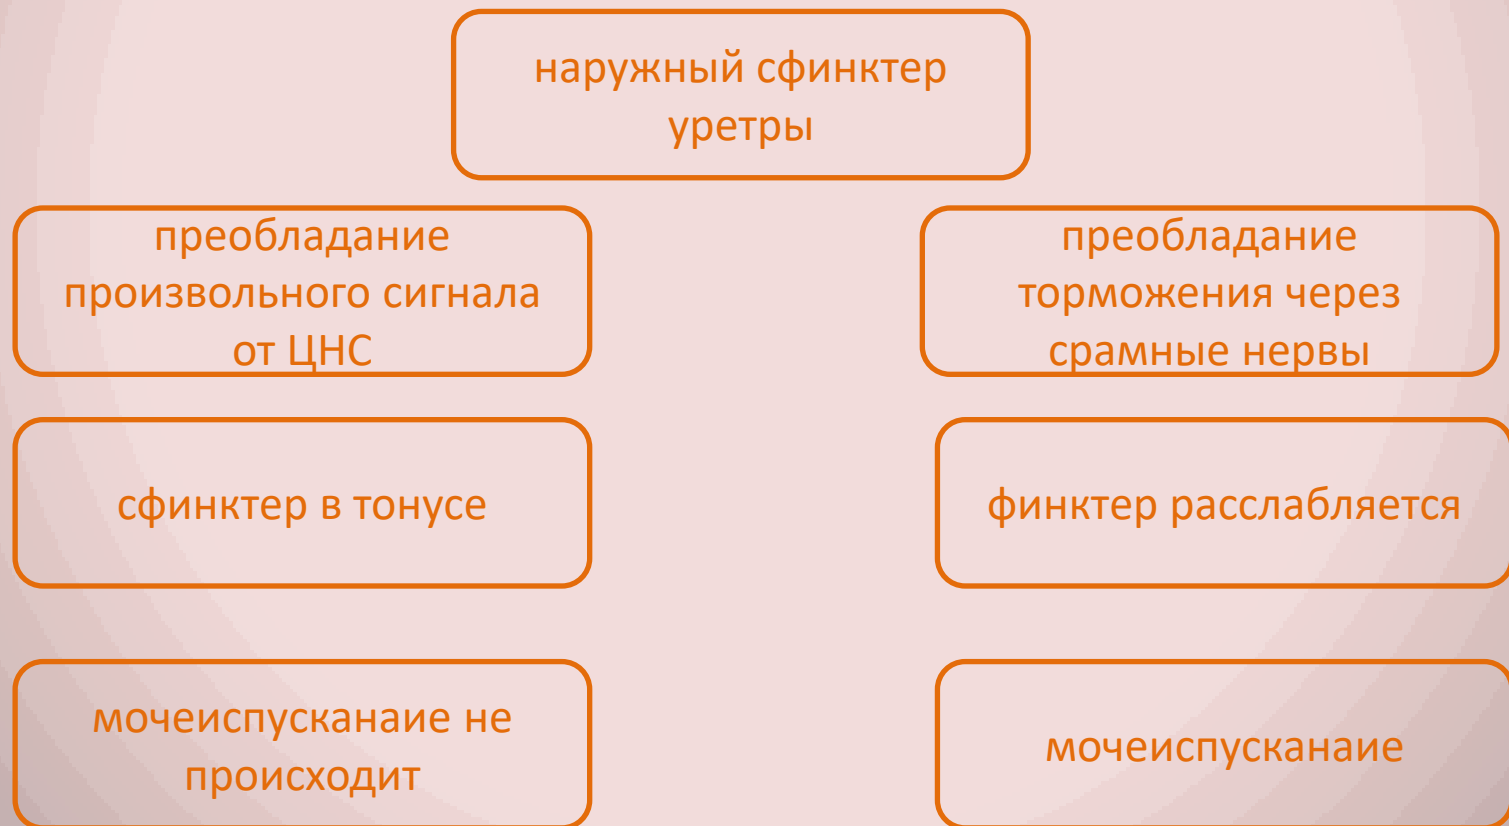 наружный сфинктер
уретры
преобладание
произвольного сигнала
от ЦНС
преобладание
торможения через
срамные нервы
сфинктер в тонусе
финктер расслабляется
мочеиспусканаие не
происходит
мочеиспусканаие